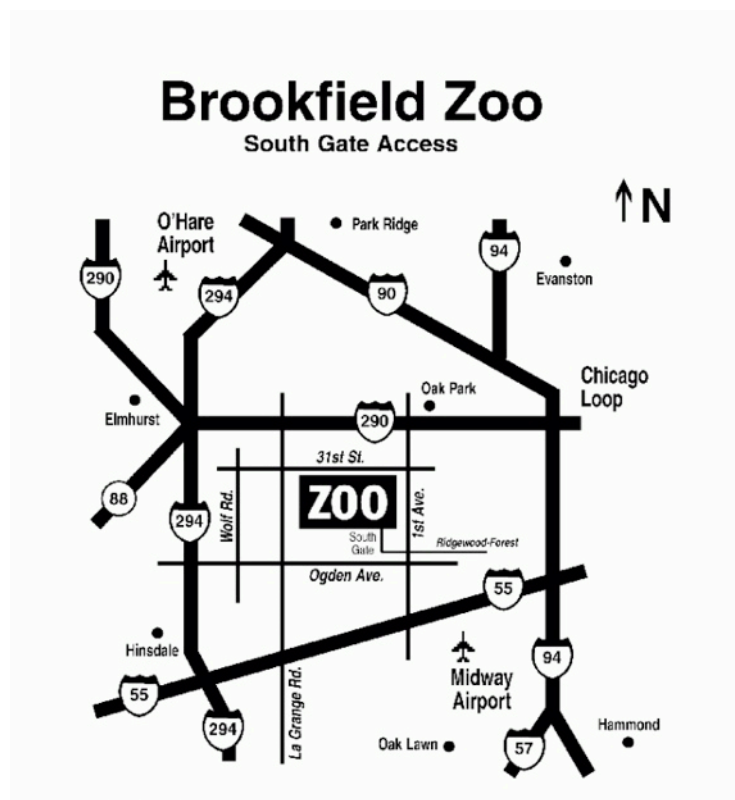 Brookfield Zoo
South Gate Access
N
O'Hare
Airport
Park Ridge
94
290
Evanston
294
90
Chicago
Loop
Oak Park
Elmhurst
290
31st St.
88
ZOO
294
Wolf Rd.
1st Ave.
South
Gate
Ridgewood-Forest
Ogden Ave.
55
Hinsdale
94
Midway
Airport
55
La Grange Rd.
294
Oak Lawn
57
Hammond